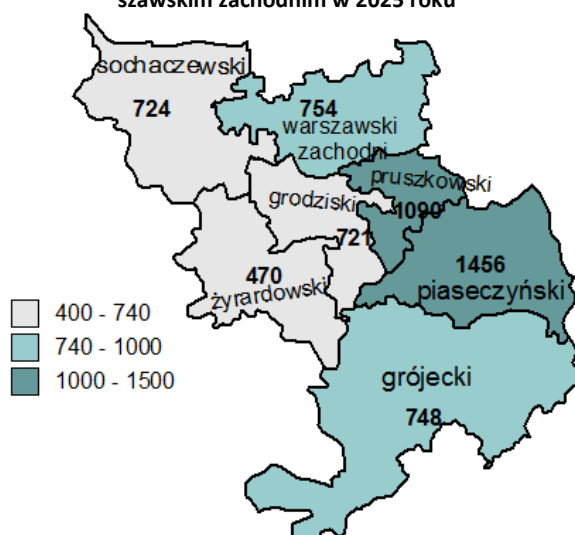 szawskim zachodnim w 2025 roku
sochaczewski
724
754
warszawski
zachodni
pruszkowski
grodziski
1090
721
1456
470
piaseczyński
żyrardowski
400 - 740
740 - 1000
1000 - 1500
grójecki
748